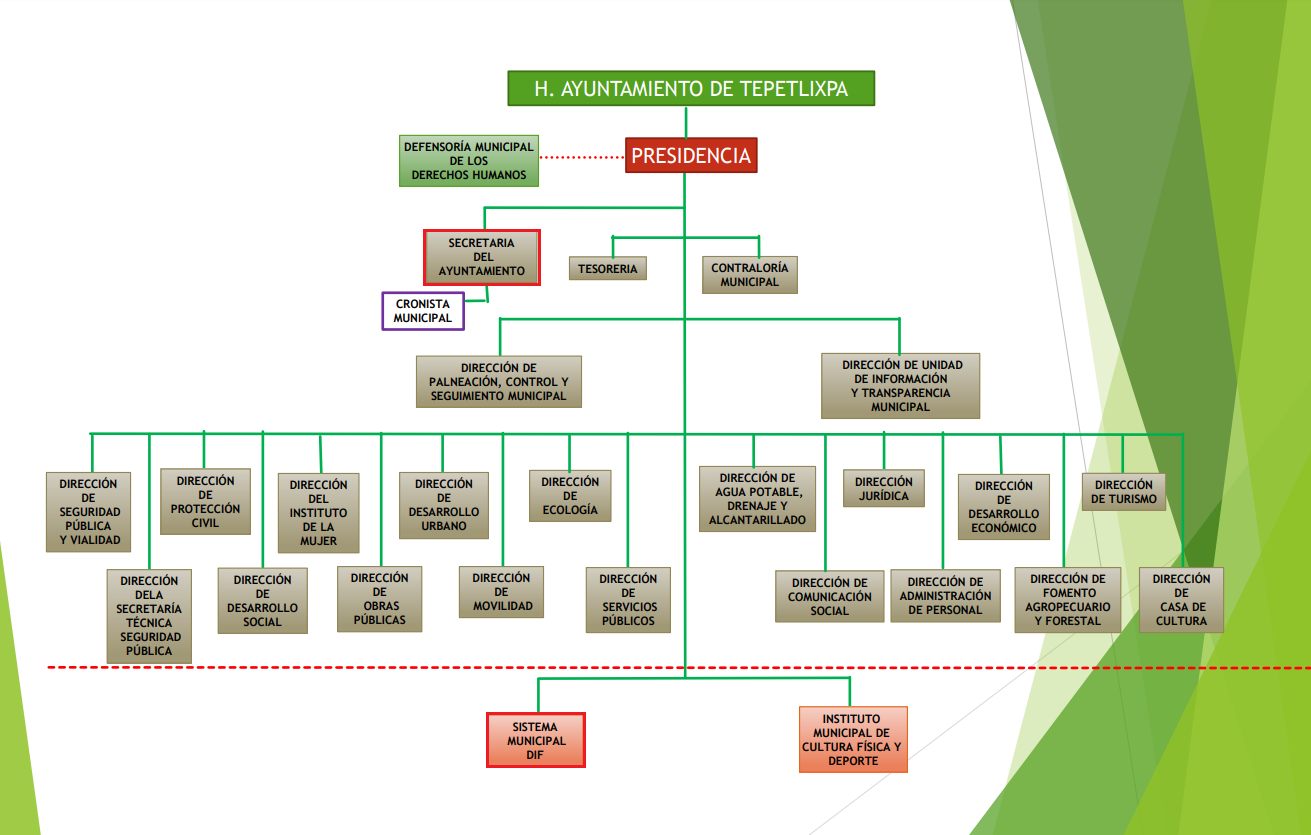 H. AYUNTAMIENTO DE TEPETLIXPA
DEFENSORÍA MUNICIPAL
DE LOS
DERECHOS HUMANOS
PRESIDENCIA
SECRETARIA
DEL
AYUNTAMIENTO
TESORERIA
CONTRALORÍA
MUNICIPAL
CRONISTA
MUNICIPAL
DIRECCIÓN DE
PALNEACIÓN, CONTROL Y
SEGUIMIENTO MUNICIPAL
DIRECCIÓN DE UNIDAD
DE INFORMACIÓN
Y TRANSPARENCIA
MUNICIPAL
DIRECCIÓN
DE
SEGURIDAD
PÚBLICA
Y VIALIDAD
DIRECCIÓN
DE
PROTECCIÓN
CIVIL
DIRECCIÓN
DEL
INSTITUTO
DE LA
MUJER
DIRECCIÓN
DE
DESARROLLO
URBANO
DIRECCIÓN
DE
ECOLOGÍA
DIRECCIÓN DE
AGUA POTABLE,
DRENAJE Y
ALCANTARILLADO
DIRECCIÓN
JURÍDICA
DIRECCIÓN
DE
DESARROLLO
ECONÓMICO
DIRECCIÓN
DE TURISMO
DIRECCIÓN
DELA
SECRETARÍA
TÉCNICA
SEGURIDAD
PÚBLICA
DIRECCIÓN
DE
DESARROLLO
SOCIAL
DIRECCIÓN
DE
OBRAS
PÚBLICAS
DIRECCIÓN
DE
MOVILIDAD
DIRECCIÓN
DE
SERVICIOS
PÚBLICOS
DIRECCIÓN DE
COMUNICACIÓN
SOCIAL
DIRECCIÓN DE
ADMINISTRACIÓN
DE PERSONAL
DIRECCIÓN DE
FOMENTO
AGROPECUARIO
Y FORESTAL
DIRECCIÓN
DE
CASA DE
CULTURA
SISTEMA
MUNICIPAL
DIF
INSTITUTO
MUNICIPAL DE
CULTURA FÍSICA Y
DEPORTE